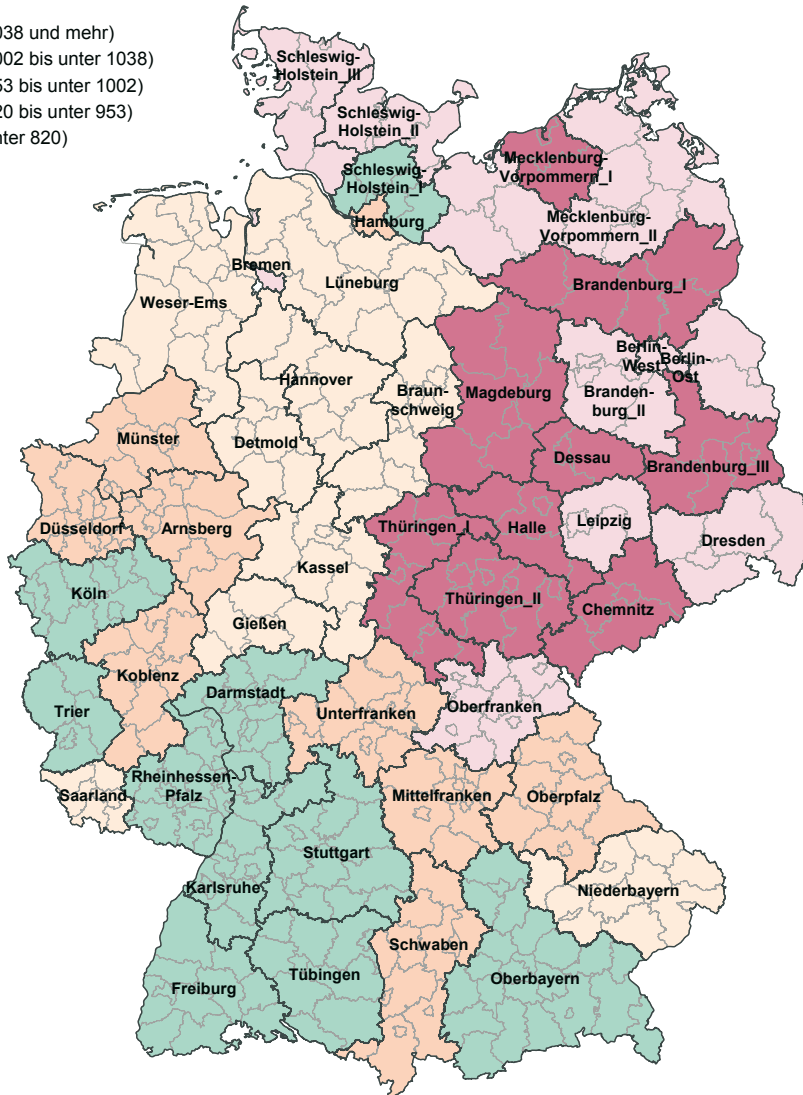 038 und mehr)
002 bis unter 1038)
53 bis unter 1002)
20 bis unter 953)
nter 820)
Schleswig-
Holstein_III
Schleswig-
Holstein_II
Schleswig-
Holstein_I
Mecklenburg-
Vorpommern_I
Hamburg
Mecklenburg-
Vorpommern_II
Bremen
Lüneburg
Brandenburg_I
Weser-Ems
Berlin-
West
Berlin-
Ost
Hannover
Braun-
schweig
Magdeburg
Branden-
burg_II
Münster
Detmold
Dessau
Brandenburg_III
Düsseldorf
Arnsberg
Thüringen_I
Halle
Leipzig
Dresden
Kassel
Köln
Thüringen_II
Chemnitz
Gießen
Koblenz
Darmstadt
Trier
Unterfranken
Oberfranken
Rheinhessen-
Pfalz
Saarland
Mittelfranken
Oberpfalz
Stuttgart
Karlsruhe
Niederbayern
Schwaben
Tübingen
Oberbayern
Freiburg